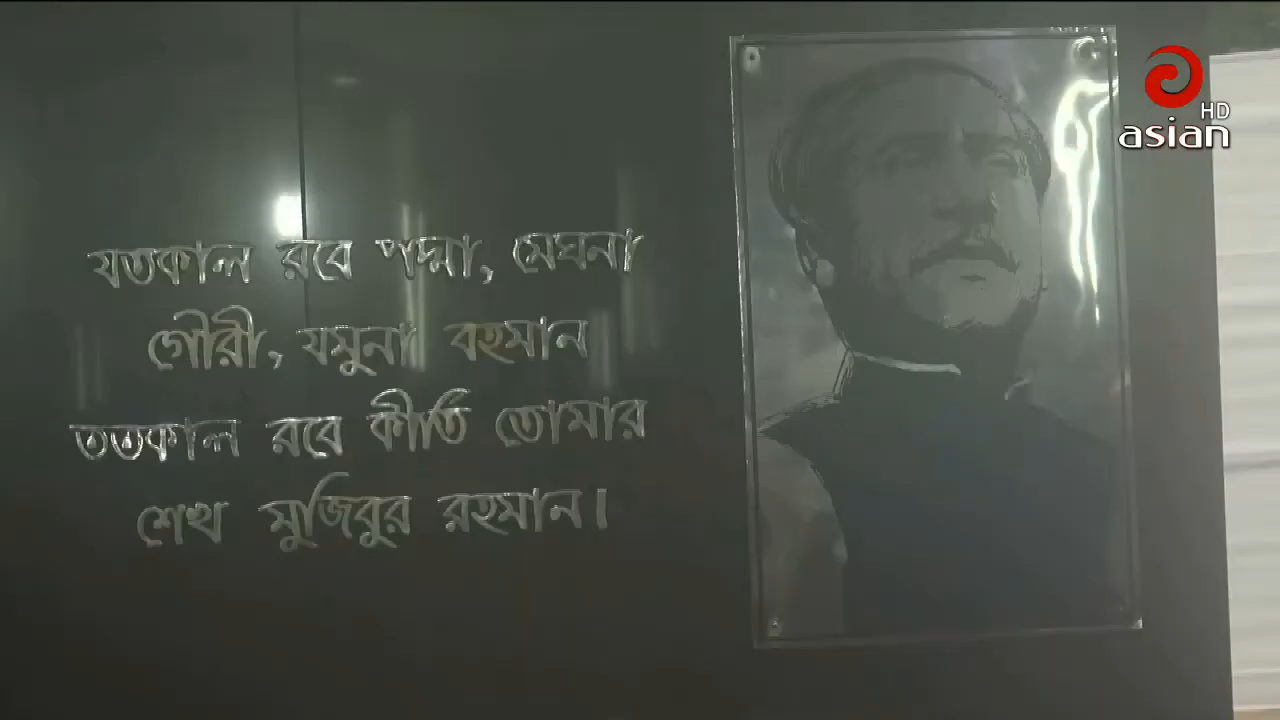 যতকাল রবে পদ্মা, মেঘনা
গৌরী, যমুনা বহমান
ততকাল রবে কীর্তি তোমার
শেখ মুজিবুর রহমান।
HD
asian